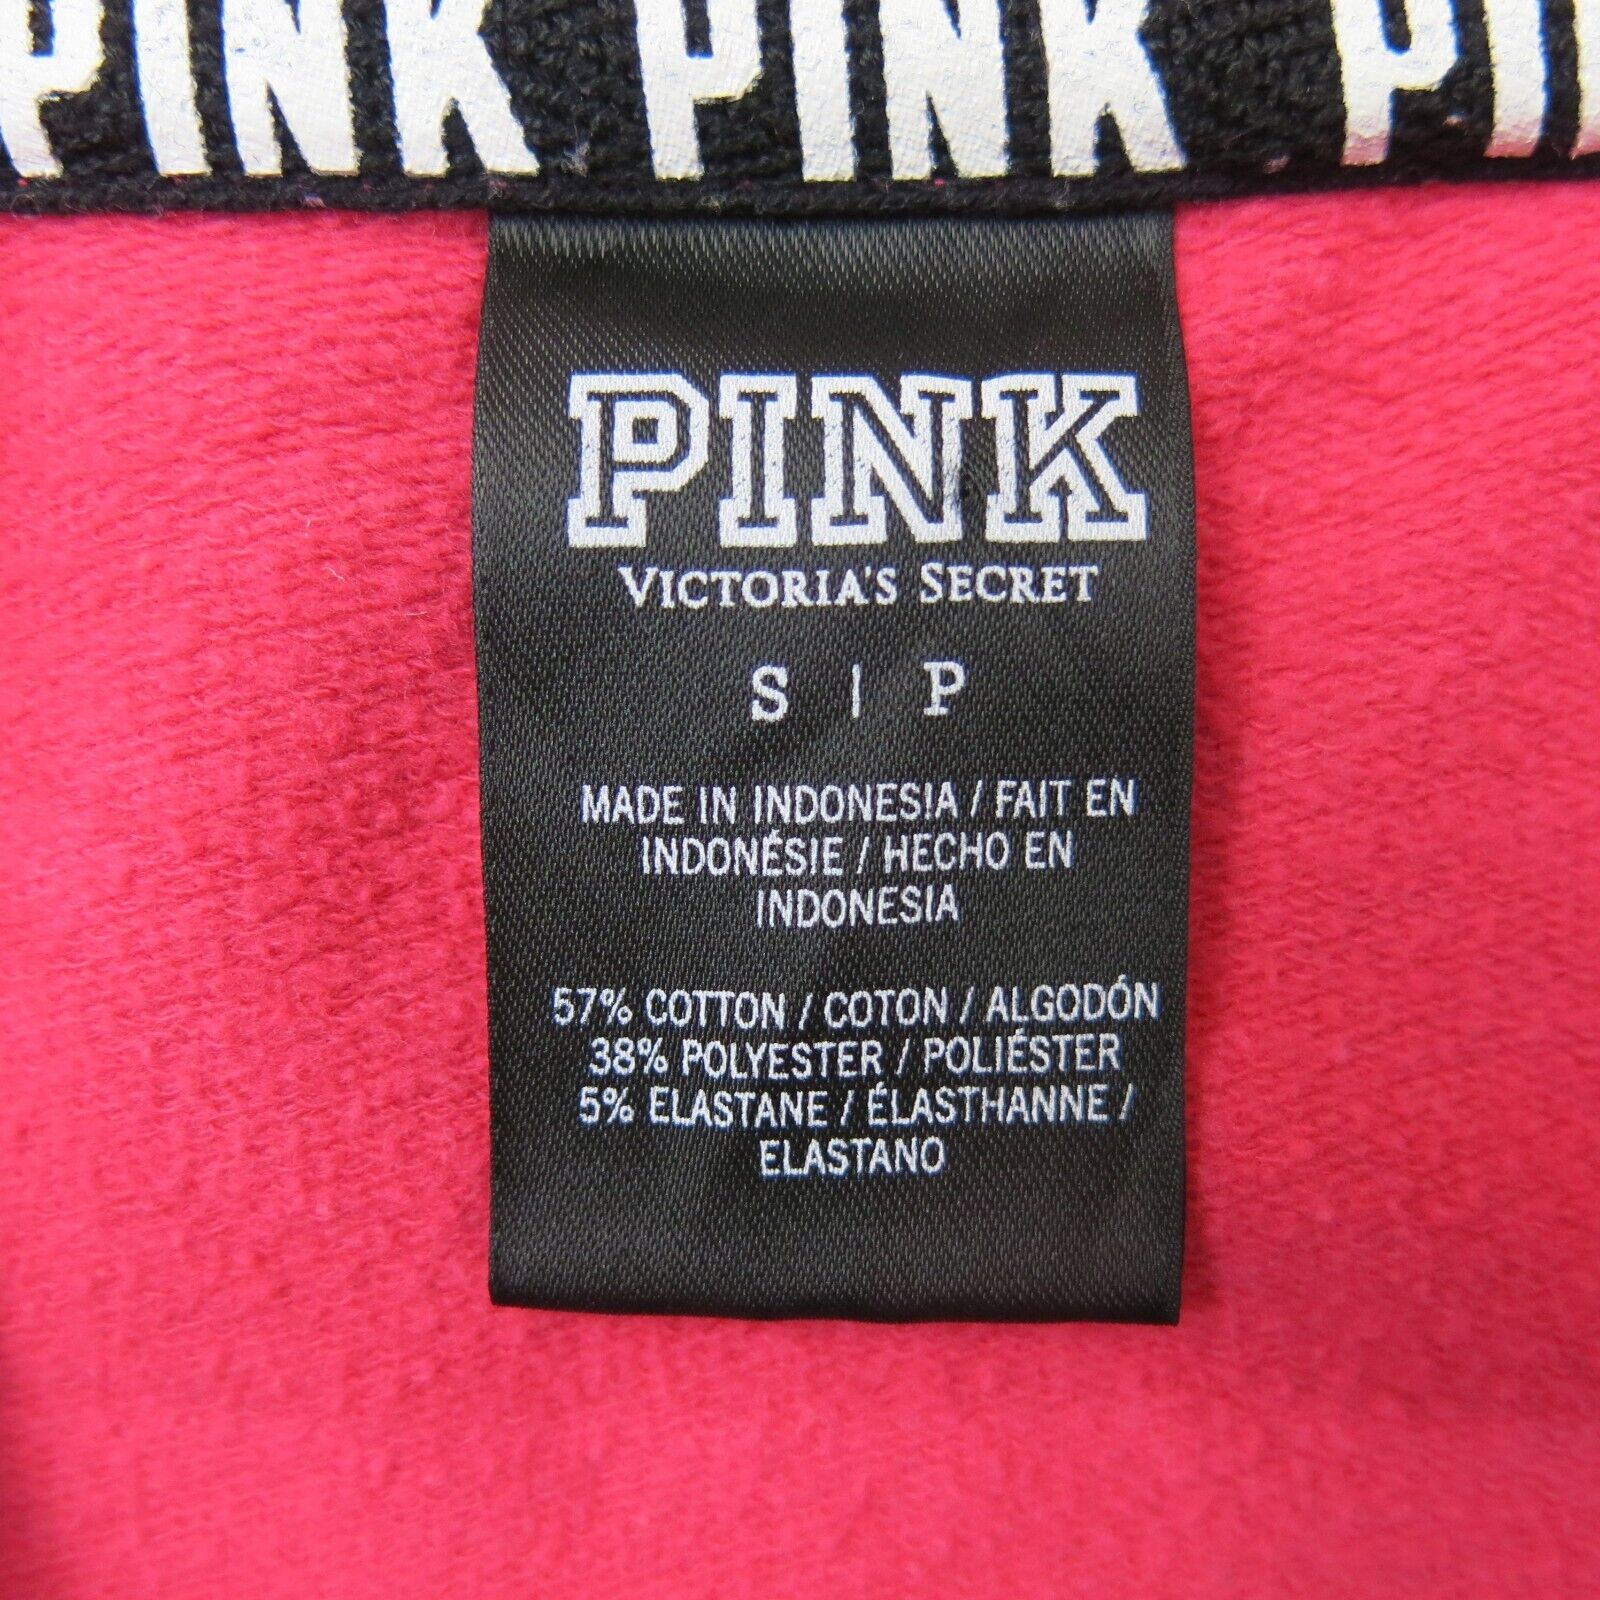 PINK PINK PI
PINK
VICTORIA'S SECRET
S | P
MADE IN INDONESIA / FAIT EN
INDONÉSIE / HECHO EN
INDONESIA
57% COTTON / COTON / ALGODÓN
38% POLYESTER / POLIÉSTER
5% ELASTANE / ÉLASTHANNE /
ELASTANO